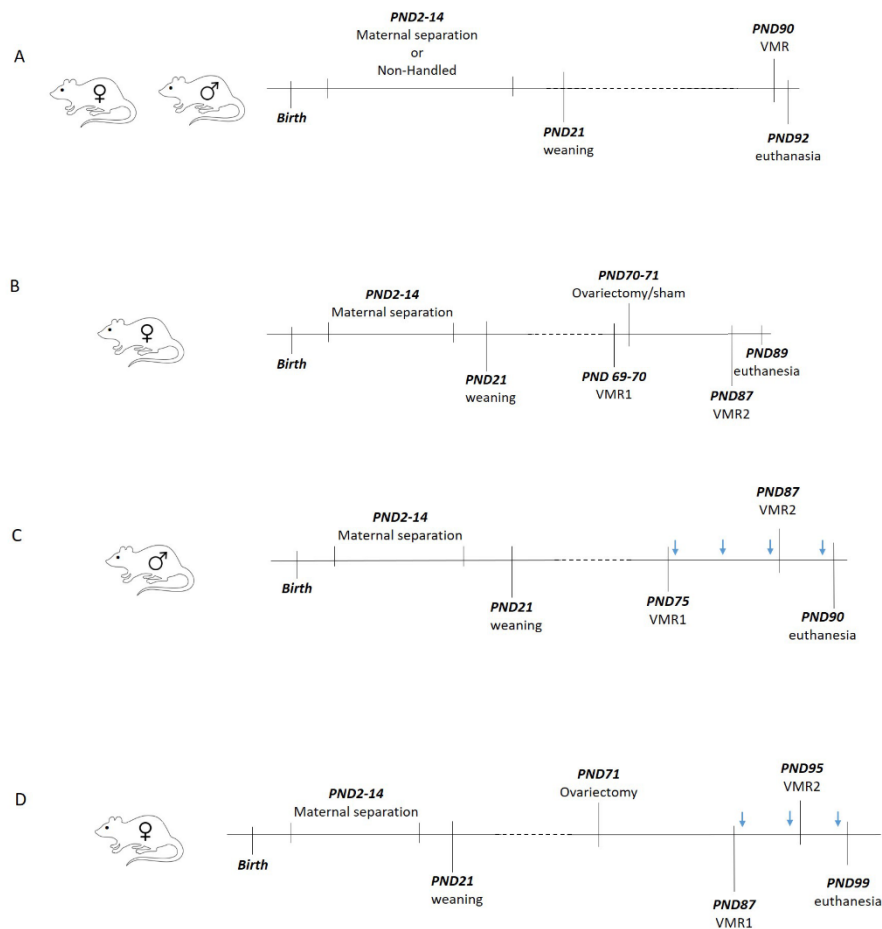 A
PND2-14
Maternal separation
or
Non-Handled
PND90
VMR
♀
♂
Birth
PND21
weaning
PND92
euthanasia
B
PND2-14
Maternal separation
PND70-71
Ovariectomy/sham
♀
Birth
PND21
weaning
PND 69-70
VMR1
PND89
euthanesia
PND87
VMR2
C
PND2-14
Maternal separation
PND87
VMR2
♂
Birth
PND21
weaning
PND75
VMR1
PND90
euthanesia
D
PND2-14
Maternal separation
PND71
Ovariectomy
PND95
VMR2
♀
Birth
PND21
weaning
PND87
VMR1
PND99
euthanesia